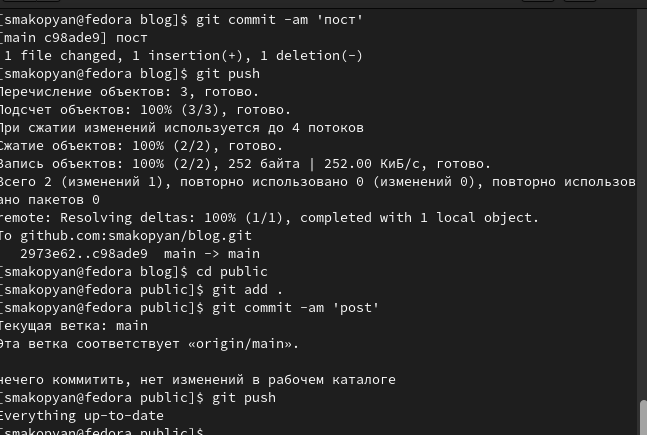 [smakopyan@fedora blog]$ git commit -am 'пост'
[main c98ade9] пост
1 file changed, 1 insertion(+), 1 deletion(-)
[smakopyan@fedora blog]$ git push
Перечисление объектов: 3, готово.
Подсчет объектов: 100% (3/3), готово.
При сжатии изменений используется до 4 потоков
Сжатие объектов: 100% (2/2), готово.
Запись объектов: 100% (2/2), 252 байта | 252.00 КиБ/с, готово.
Всего 2 (изменений 1), повторно использовано 0 (изменений 0), повторно использов
ано пакетов 0
remote: Resolving deltas: 100% (1/1), completed with 1 local object.
To github.com:smakopyan/blog.git
2973e62..c98ade9  main -> main
[smakopyan@fedora blog]$ cd public
[smakopyan@fedora public]$ git add .
[smakopyan@fedora public]$ git commit -am 'post'
Текущая ветка: main
Эта ветка соответствует «origin/main».
нечего коммитить, нет изменений в рабочем каталоге
[smakopyan@fedora public]$ git push
Everything up-to-date
[smakopyan@fedora public]$